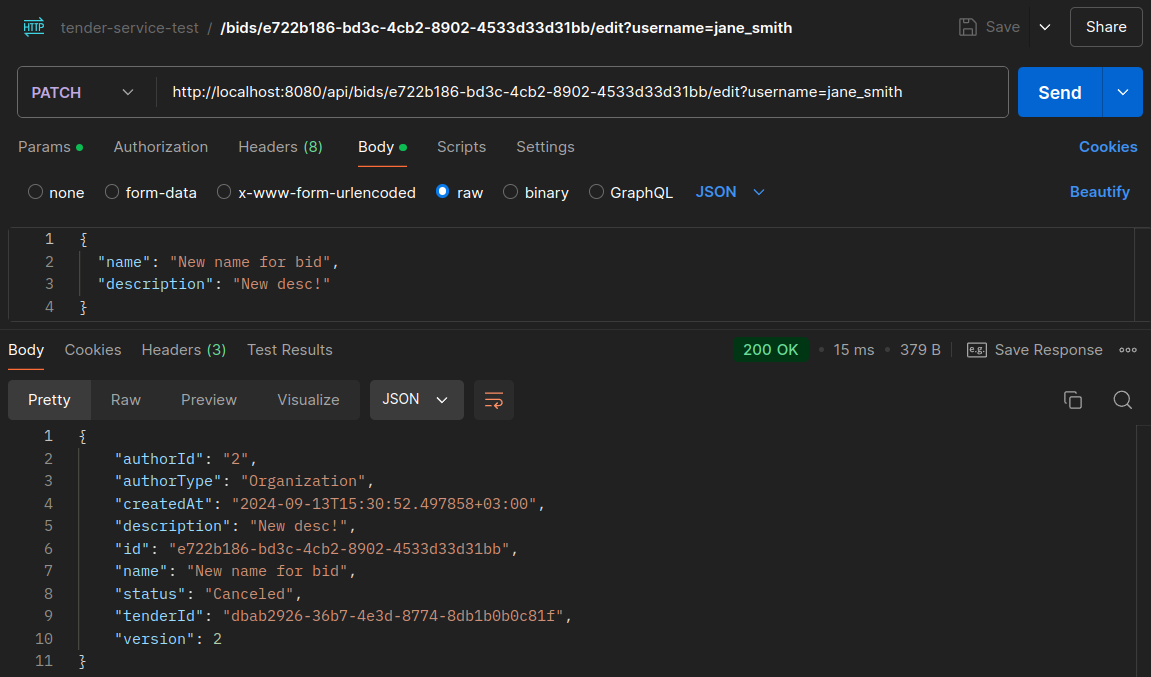 HTTP tender-service-test / /bids/e722b186-bd3c-4cb2-8902-4533d33d31bb/edit?username=jane_smith Save Share
PATCH http://localhost:8080/api/bids/e722b186-bd3c-4cb2-8902-4533d33d31bb/edit?username=jane_smith Send
Params Authorization Headers (8) Body Scripts Settings Cookies
none form-data x-www-form-urlencoded raw binary GraphQL JSON Beautify
1 {
2 "name": "New name for bid",
3 "description": "New desc!"
4 }
Body Cookies Headers (3) Test Results 200 OK 15 ms 379 B e.g. Save Response
Pretty Raw Preview Visualize JSON
1 {
2 "authorId": "2",
3 "authorType": "Organization",
4 "createdAt": "2024-09-13T15:30:52.497858+03:00",
5 "description": "New desc!",
6 "id": "e722b186-bd3c-4cb2-8902-4533d33d31bb",
7 "name": "New name for bid",
8 "status": "Canceled",
9 "tenderId": "dbab2926-36b7-4e3d-8774-8db1b0b0c81f",
10 "version": 2
11 }